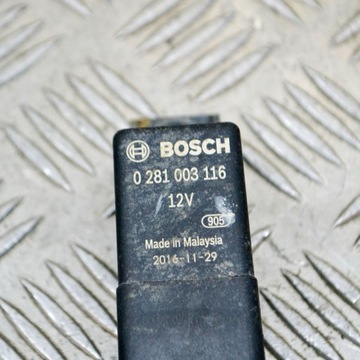 BOSCH
0 281 003 116
12V
905
Made in Malaysia
2016-11-29